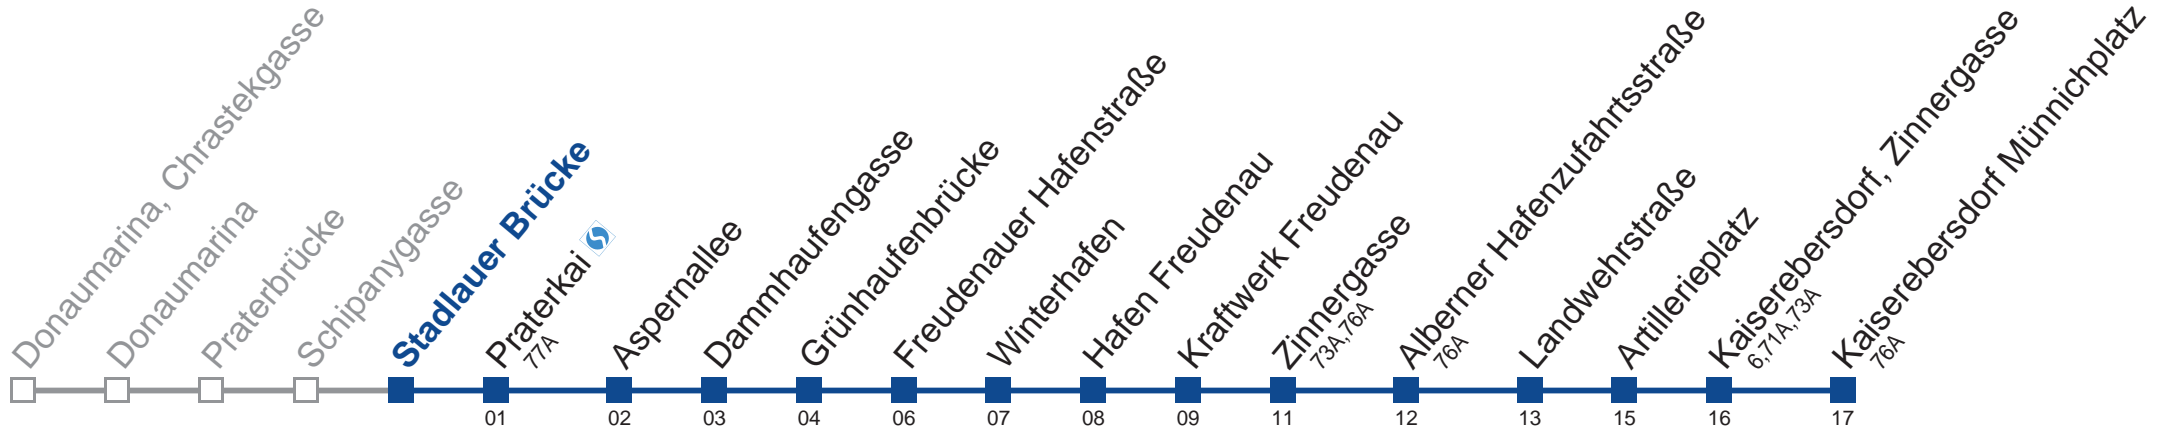 Donaumarina, Chrastekgasse
Donaumarina
Praterbrücke
Schipanygasse
Stadlauer Brücke
Praterkai
77A
Aspernallee
Dammhaufengasse
Grünhaufenbrücke
Freudenauer Hafenstraße
Winterhafen
Hafen Freudenau
Kraftwerk Freudenau
Zinnergasse
73A,76A
Alberner Hafenzufahrtsstraße
76A
Landwehrstraße
Artillerieplatz
Kaiserebersdorf, Zinnergasse
6,71A,73A
Kaiserebersdorf Münnichplatz
76A
01 02 03 04 06 07 08 09 11 12 13 15 16 17